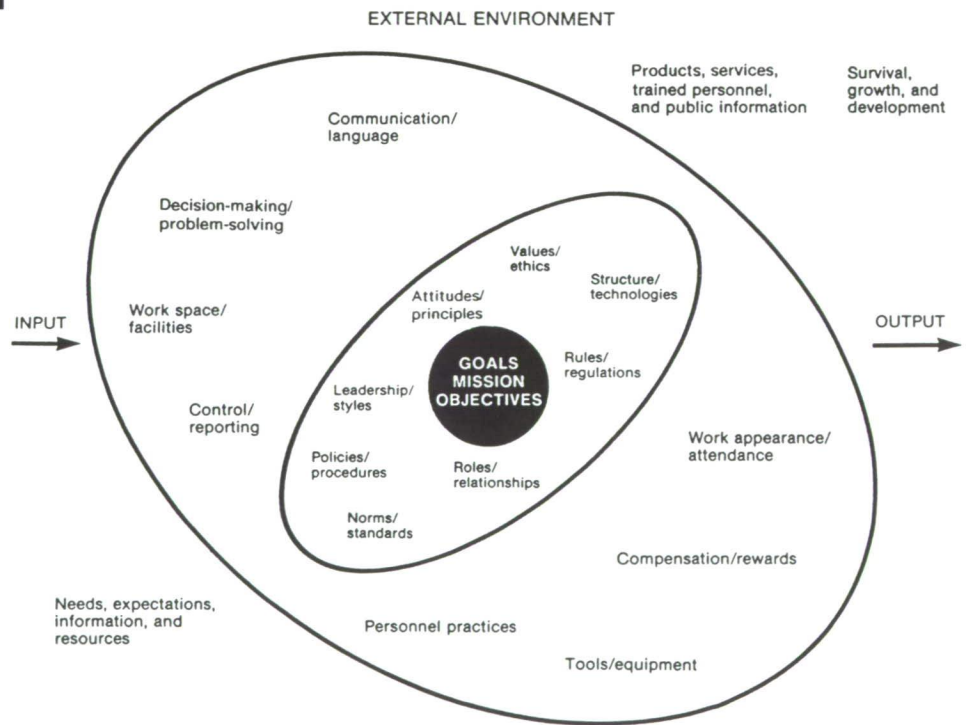 EXTERNAL ENVIRONMENT
Products, services,
trained personnel,
and public information
Survival,
growth, and
development
Communication/
language
Decision-making/
problem-solving
Values/
ethics
Structure/
technologies
Attitudes/
principles
Work space/
facilities
INPUT
OUTPUT
GOALS
MISSION
OBJECTIVES
Rules/
regulations
Leadership/
styles
Control/
reporting
Work appearance/
attendance
Policies/
procedures
Roles/
relationships
Norms/
standards
Compensation/rewards
Needs, expectations,
information, and
resources
Personnel practices
Tools/equipment